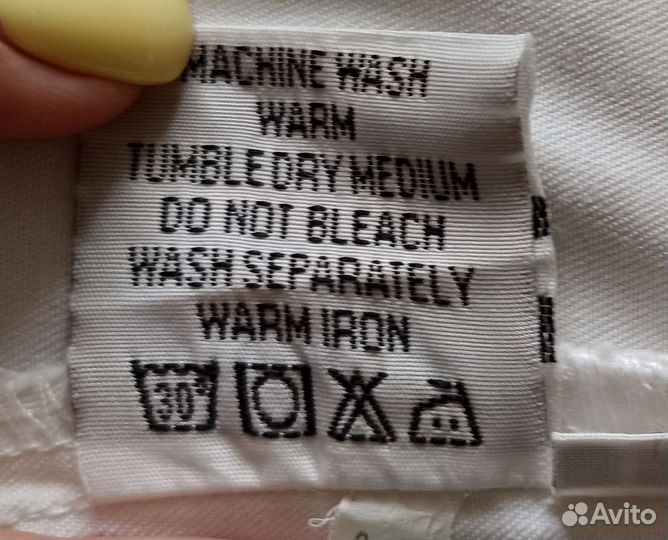 MACHINE WASH
WARM
TUMBLE DRY MEDIUM
DO NOT BLEACH
WASH SEPARATELY
WARM IRON
30°
Avito